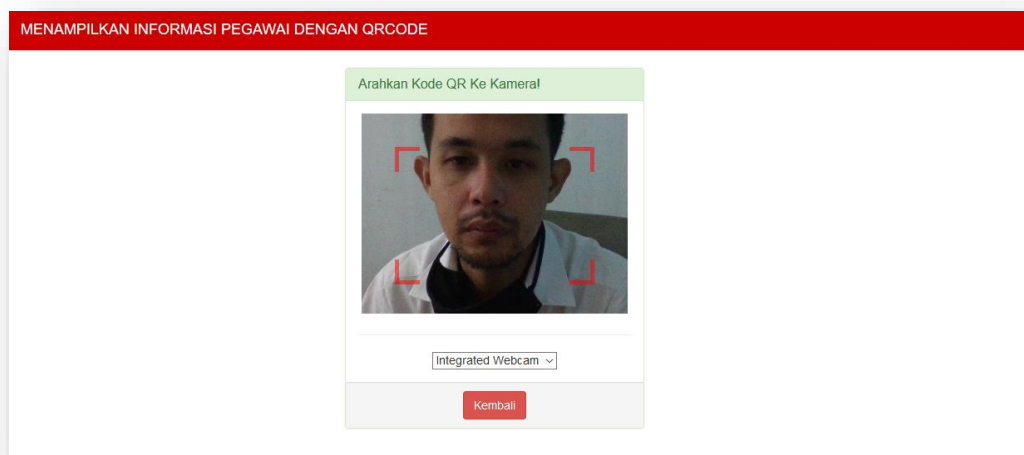 MENAMPILKAN INFORMASI PEGAWAI DENGAN QRCODE
Arahkan Kode QR Ke Kamera!
Integrated Webcam
Kembali